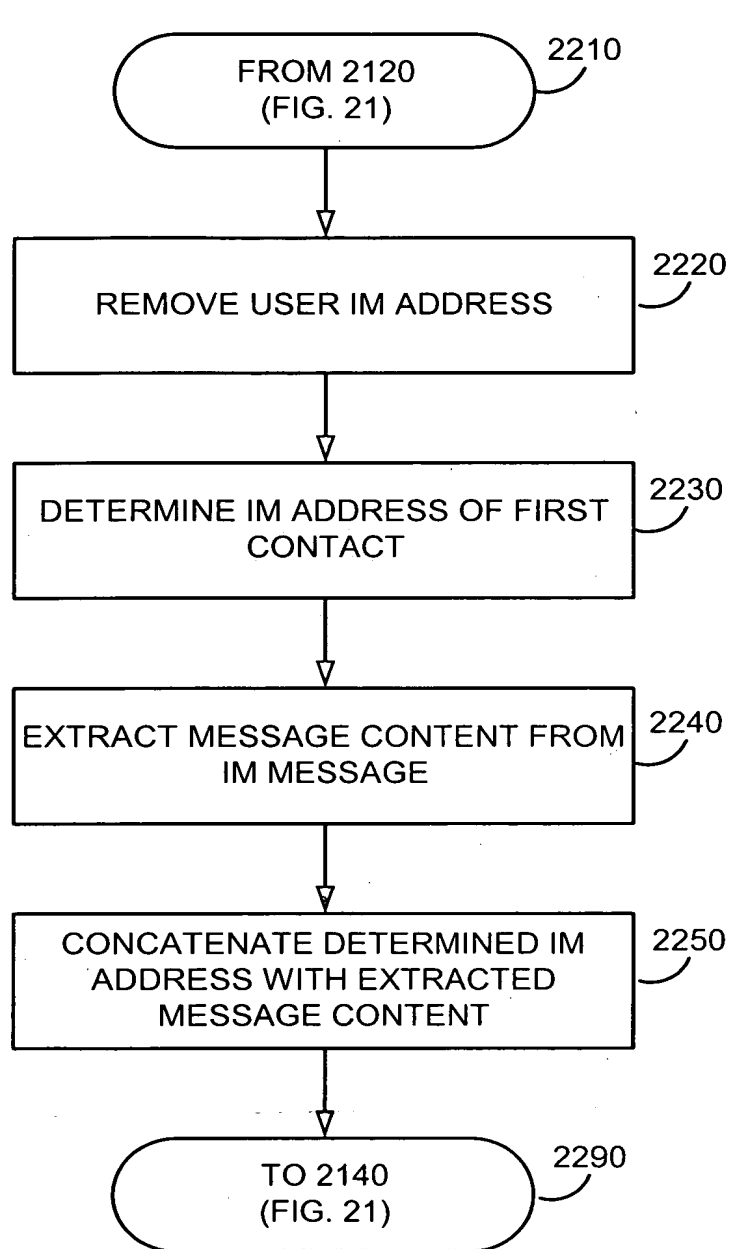 FROM 2120
(FIG. 21)
2210
REMOVE USER IM ADDRESS
2220
DETERMINE IM ADDRESS OF FIRST
CONTACT
2230
EXTRACT MESSAGE CONTENT FROM
IM MESSAGE
2240
CONCATENATE DETERMINED IM
ADDRESS WITH EXTRACTED
MESSAGE CONTENT
2250
TO 2140
(FIG. 21)
2290